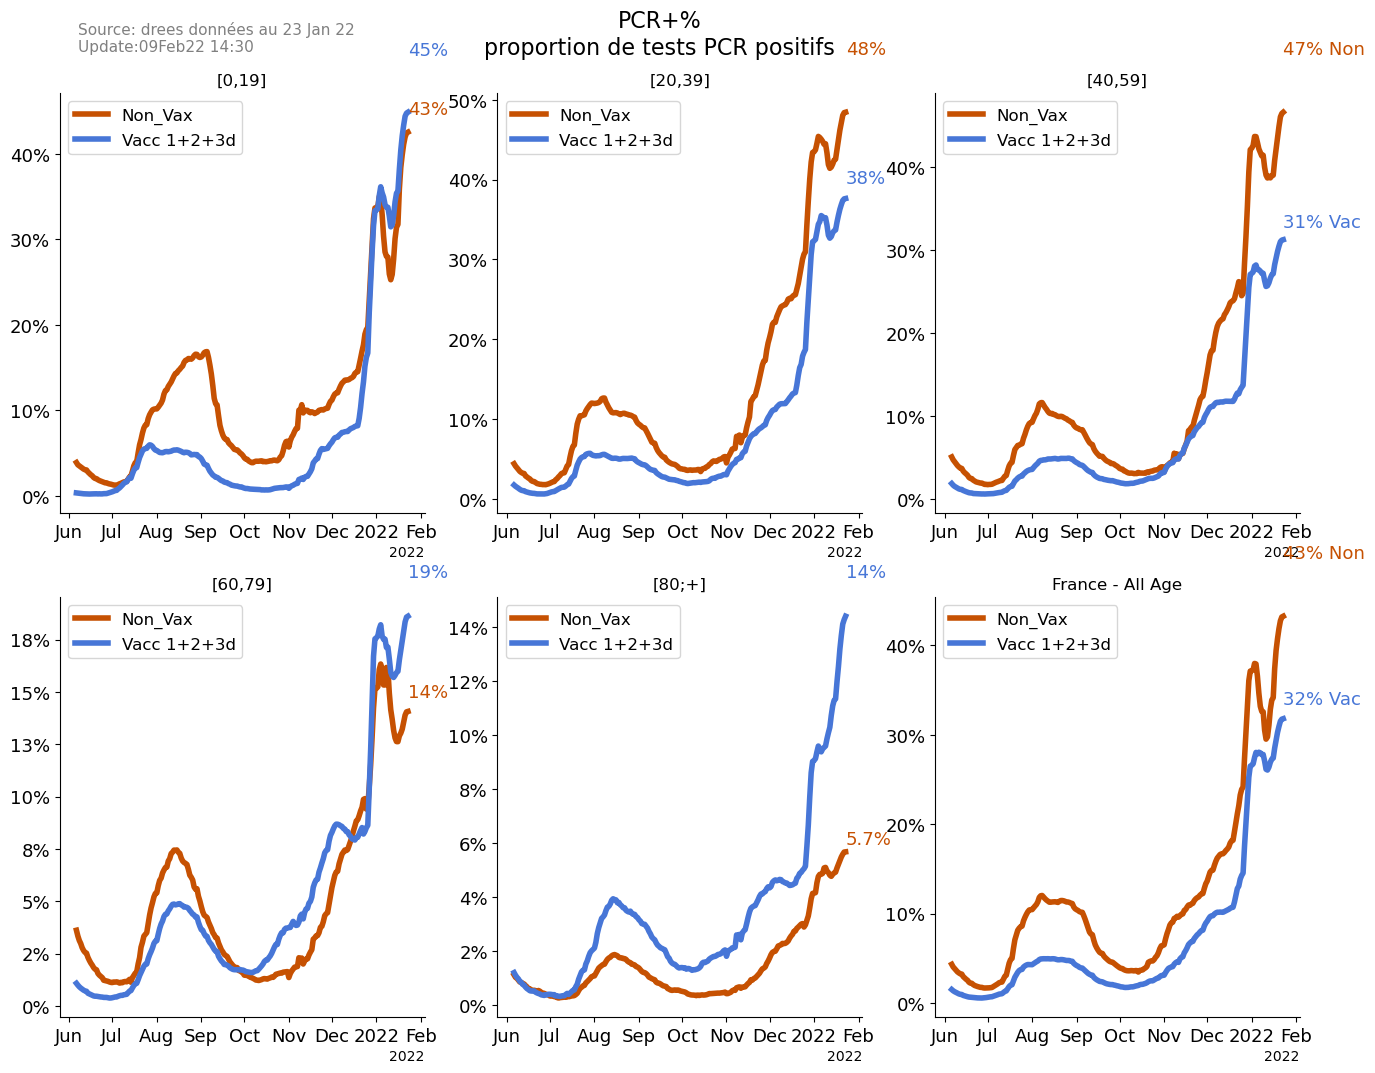 Source: drees données au 23 Jan 22
Update:09Feb22 14:30
PCR+%
proportion de tests PCR positifs
[0,19]
45%
43%
Non_Vax
Vacc 1+2+3d
40%
30%
20%
10%
0%
Jun Jul Aug Sep Oct Nov Dec 2022 Feb
2022
[20,39]
48%
38%
Non_Vax
Vacc 1+2+3d
50%
40%
30%
20%
10%
0%
Jun Jul Aug Sep Oct Nov Dec 2022 Feb
2022
[40,59]
47% Non
31% Vac
Non_Vax
Vacc 1+2+3d
40%
30%
20%
10%
0%
Jun Jul Aug Sep Oct Nov Dec 2022 Feb
2022
[60,79]
19%
14%
Non_Vax
Vacc 1+2+3d
18%
15%
13%
10%
8%
5%
2%
0%
Jun Jul Aug Sep Oct Nov Dec 2022 Feb
2022
[80;+]
14%
5.7%
Non_Vax
Vacc 1+2+3d
14%
12%
10%
8%
6%
4%
2%
0%
Jun Jul Aug Sep Oct Nov Dec 2022 Feb
2022
France - All Age
43% Non
32% Vac
Non_Vax
Vacc 1+2+3d
40%
30%
20%
10%
0%
Jun Jul Aug Sep Oct Nov Dec 2022 Feb
2022